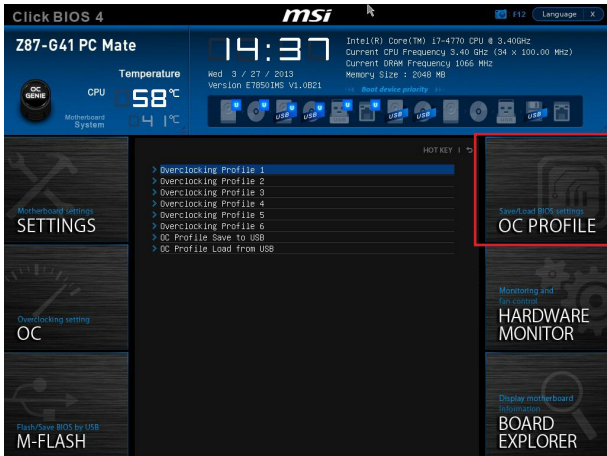 Click BIOS 4
msi
F12
Language
X
Z87-G41 PC Mate
14:37
Intel(R) Core(TM) i7-4770 CPU @ 3.40GHz
Current CPU Frequency 3.40 GHz (34 x 100.00 MHz)
Current DRAM Frequency 1066 MHz
Memory Size : 2048 MB
Wed 3 / 27 / 2013
Version E7850IMS V1.0B21
Boot device priority
Temperature
OC
GENIE
CPU
58°C
Motherboard
System
41°C
U
U
USB
U
USB
U
U
U
USB
U
USB
HOT KEY
Overclocking Profile 1
Overclocking Profile 2
Overclocking Profile 3
Overclocking Profile 4
Overclocking Profile 5
Overclocking Profile 6
OC Profile Save to USB
OC Profile Load from USB
Motherboard settings
SETTINGS
Overclocking setting
OC
Flash/Save BIOS by USB
M-FLASH
Save/Load BIOS settings
OC PROFILE
Monitoring and
fan control
HARDWARE
MONITOR
Display motherboard
Information
BOARD
EXPLORER